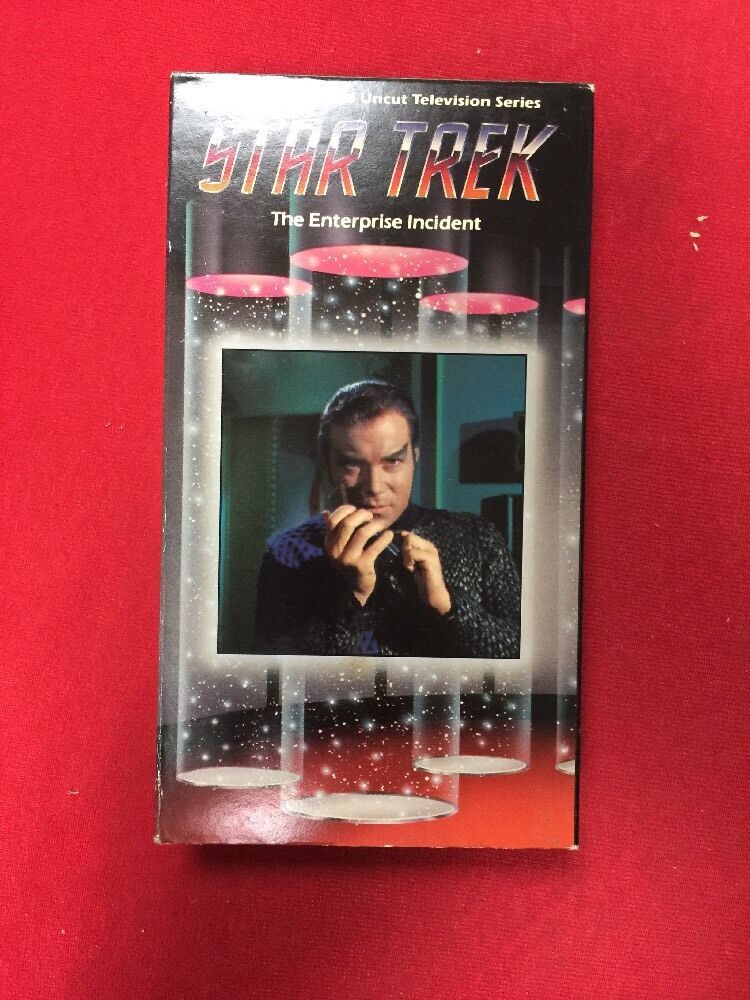 Uncut Television Series
STAR TREK
The Enterprise Incident